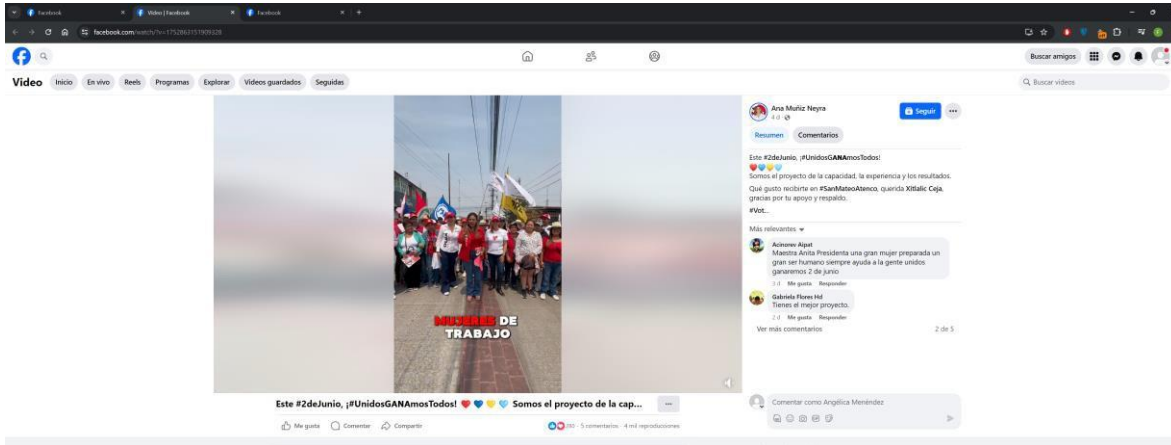 Facebook
Video | Facebook
Facebook
facebook.com/watch/?v=1752863151909328
Buscar amigos
Video
Inicio
En vivo
Reels
Programas
Explorar
Videos guardados
Seguidas
Buscar videos
MUJERES DE
TRABAJO
Ana Muñiz Neyra
4 d
Seguir
Resumen
Comentarios
Este #2deJunio, ¡#UnidosGANAmosTodos!
Somos el proyecto de la capacidad, la experiencia y los resultados.
Qué gusto recibirte en #SanMateoAtenco, querida Xitlalic Ceja,
gracias por tu apoyo y respaldo.
#Vot...
Más relevantes
Acinorev Aipat
Maestra Anita Presidenta una gran mujer preparada un
gran ser humano siempre ayuda a la gente unidos
ganaremos 2 de junio
3 d Me gusta Responder
Gabriela Flores Hd
Tienes el mejor proyecto.
2 d Me gusta Responder
Ver más comentarios
2 de 5
Comentar como Angélica Menéndez
Este #2deJunio, ¡#UnidosGANAmosTodos! Somos el proyecto de la cap...
Me gusta
Comentar
Compartir
5 comentarios
4 mil reproducciones